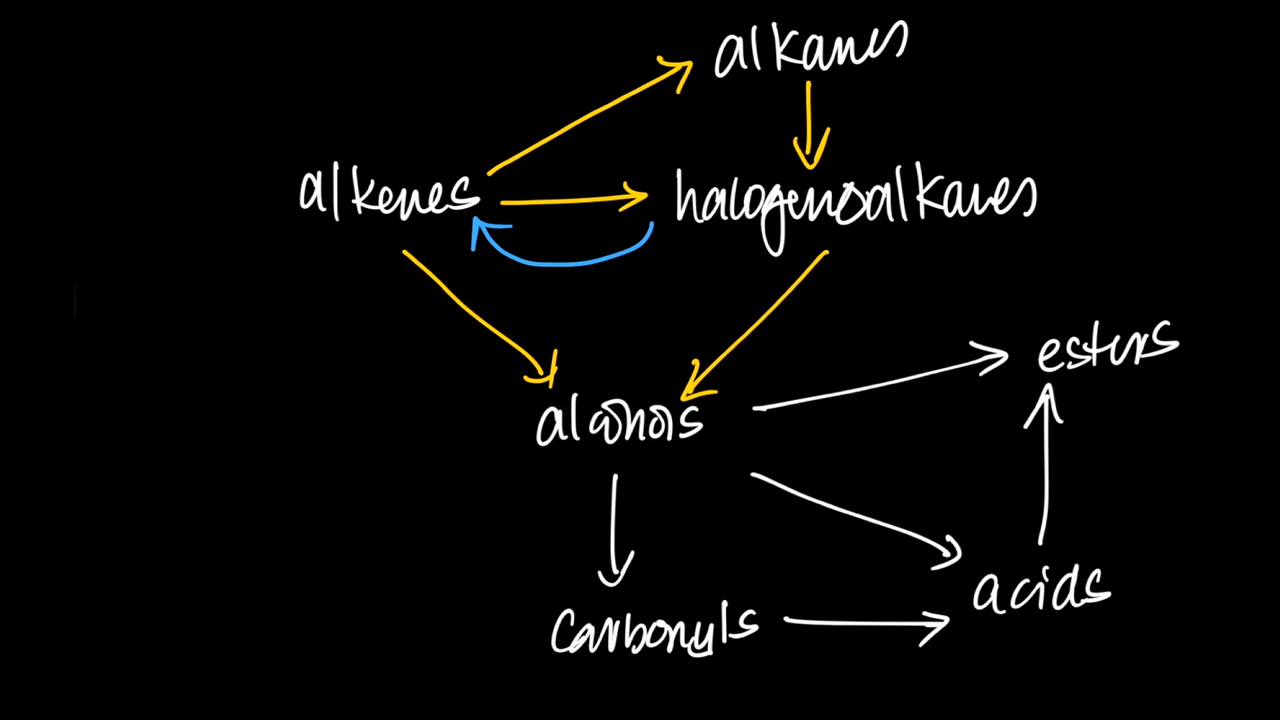 alkanes
alkenes
halogenoalkanes
esters
alcohols
acids
carbonyls